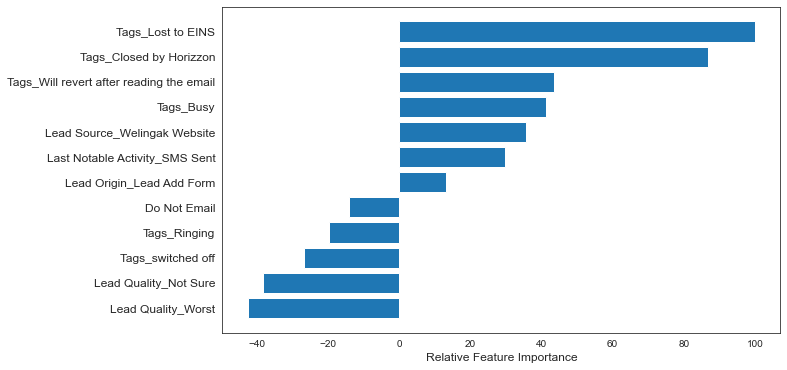 Tags_Lost to EINS
Tags_Closed by Horizzon
Tags_Will revert after reading the email
Tags_Busy
Lead Source_Welingak Website
Last Notable Activity_SMS Sent
Lead Origin_Lead Add Form
Do Not Email
Tags_Ringing
Tags_switched off
Lead Quality_Not Sure
Lead Quality_Worst
−40 −20 0 20 40 60 80 100
Relative Feature Importance